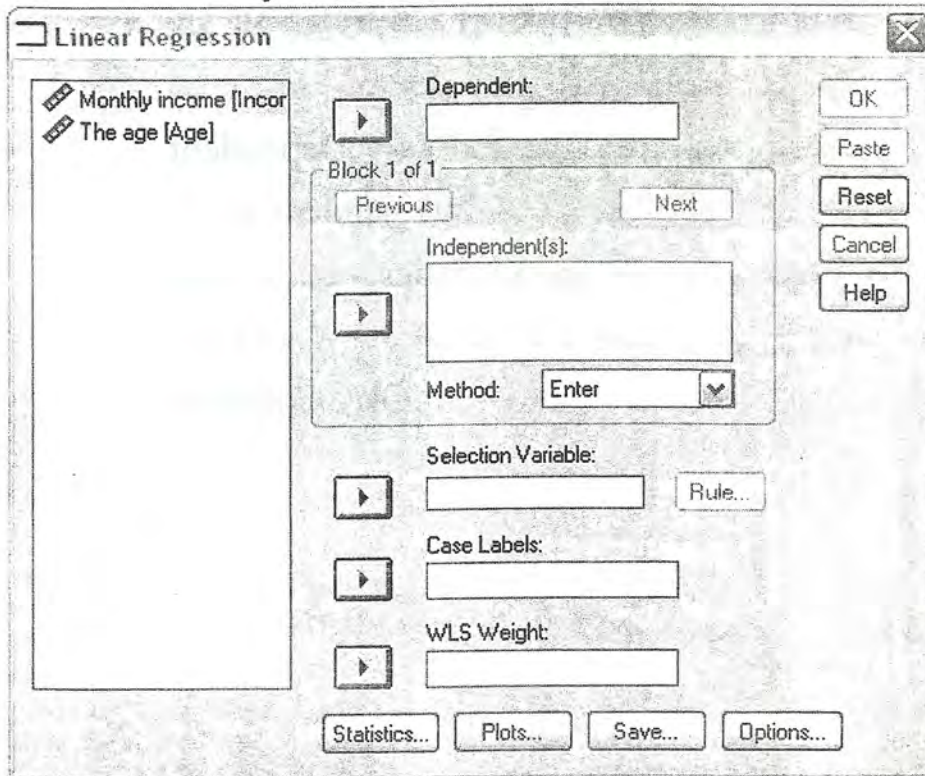 Linear Regression
Monthly income [Incor
The age [Age]
Dependent:
Block 1 of 1
Previous
Next
Independent(s):
Method:
Enter
Selection Variable:
Rule...
Case Labels:
WLS Weight:
Statistics...
Plots...
Save...
Options...
OK
Paste
Reset
Cancel
Help